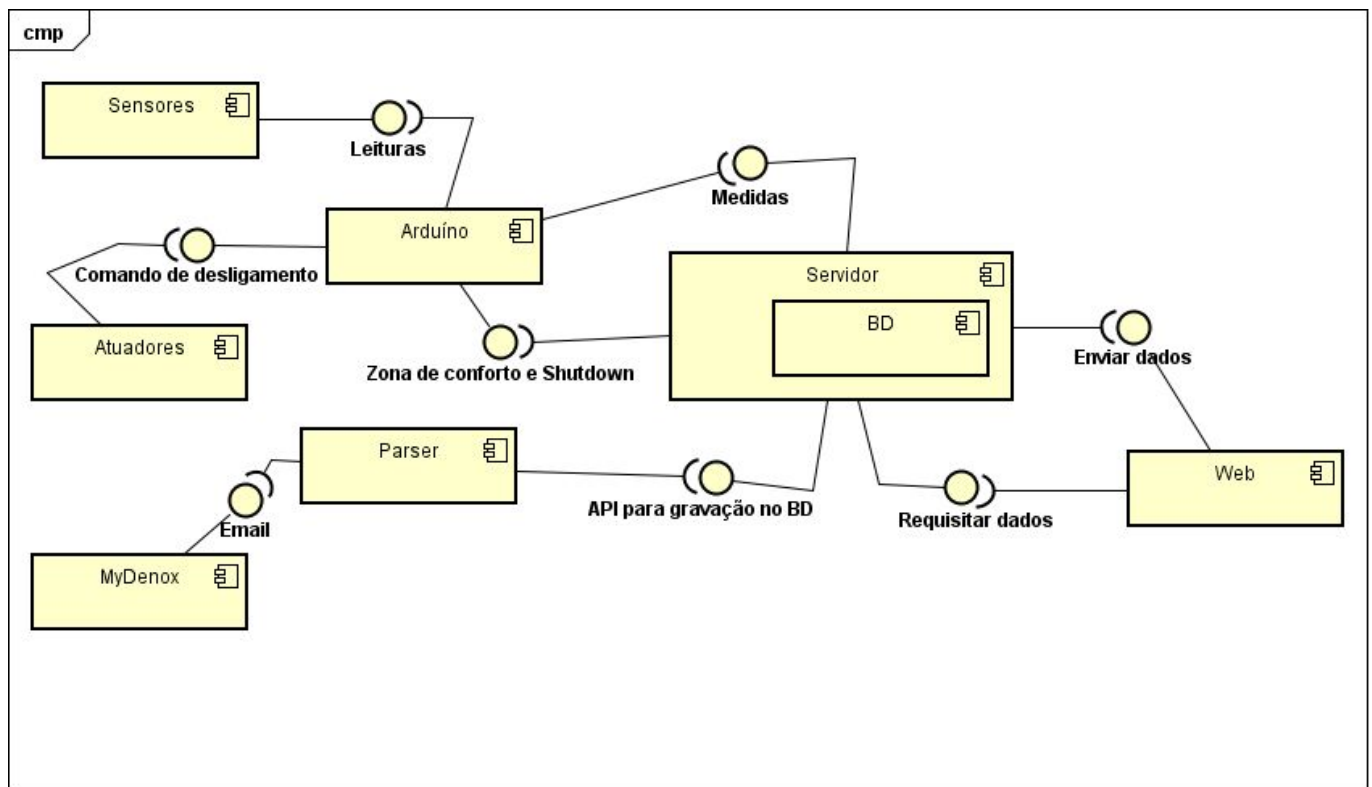 cmp
Sensores
Leituras
Medidas
Arduíno
Comando de desligamento
Servidor
BD
Atuadores
Enviar dados
Zona de conforto e Shutdown
Parser
Web
API para gravação no BD
Requisitar dados
Email
MyDenox